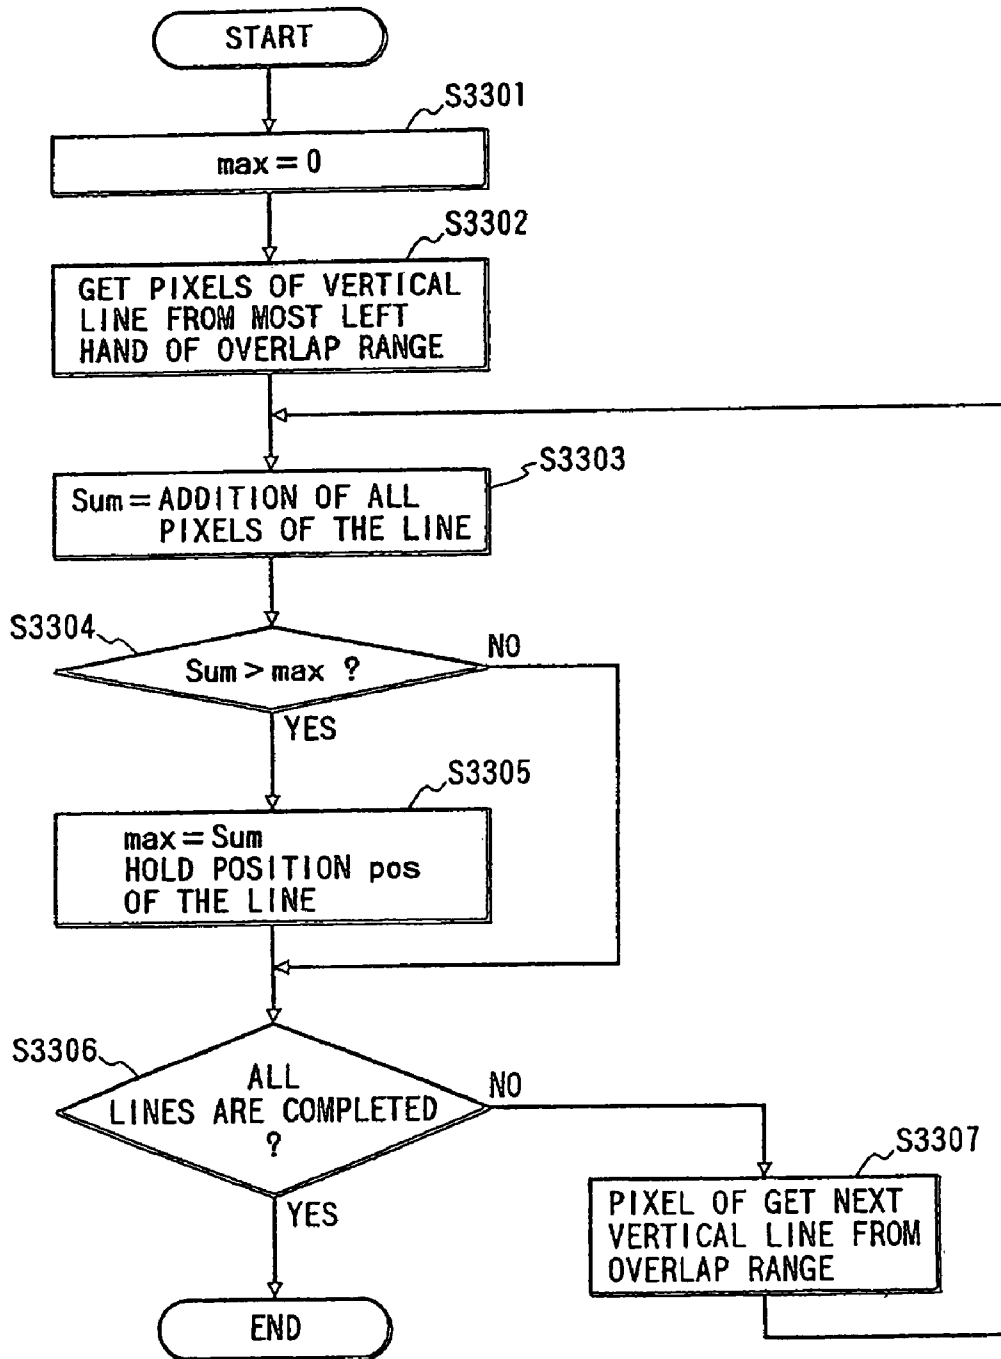 START
S3301
max = 0
S3302
GET PIXELS OF VERTICAL
LINE FROM MOST LEFT
HAND OF OVERLAP RANGE
S3303
Sum = ADDITION OF ALL
PIXELS OF THE LINE
S3304
Sum > max ?
NO
YES
S3305
max = Sum
HOLD POSITION pos
OF THE LINE
S3306
ALL
LINES ARE COMPLETED
?
NO
YES
S3307
PIXEL OF GET NEXT
VERTICAL LINE FROM
OVERLAP RANGE
END